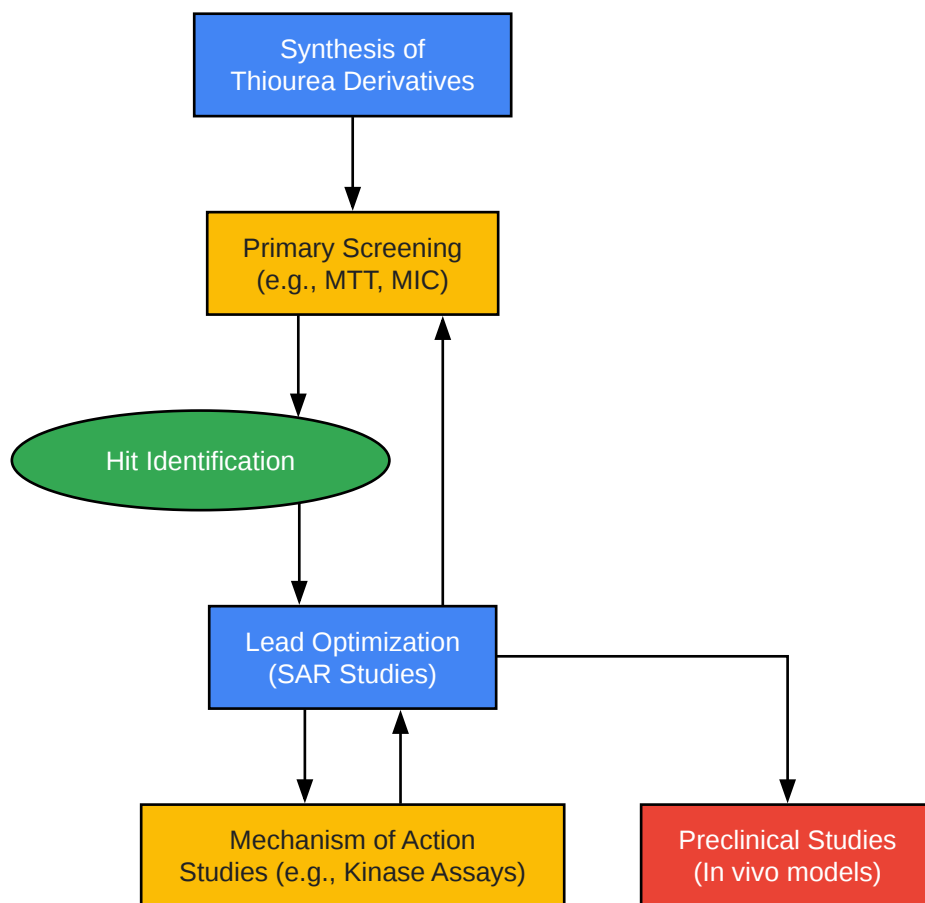 Synthesis of
Thiourea Derivatives
Primary Screening
(e.g., MTT, MIC)
Hit Identification
Lead Optimization
(SAR Studies)
Mechanism of Action
Studies (e.g., Kinase Assays)
Preclinical Studies
(In vivo models)